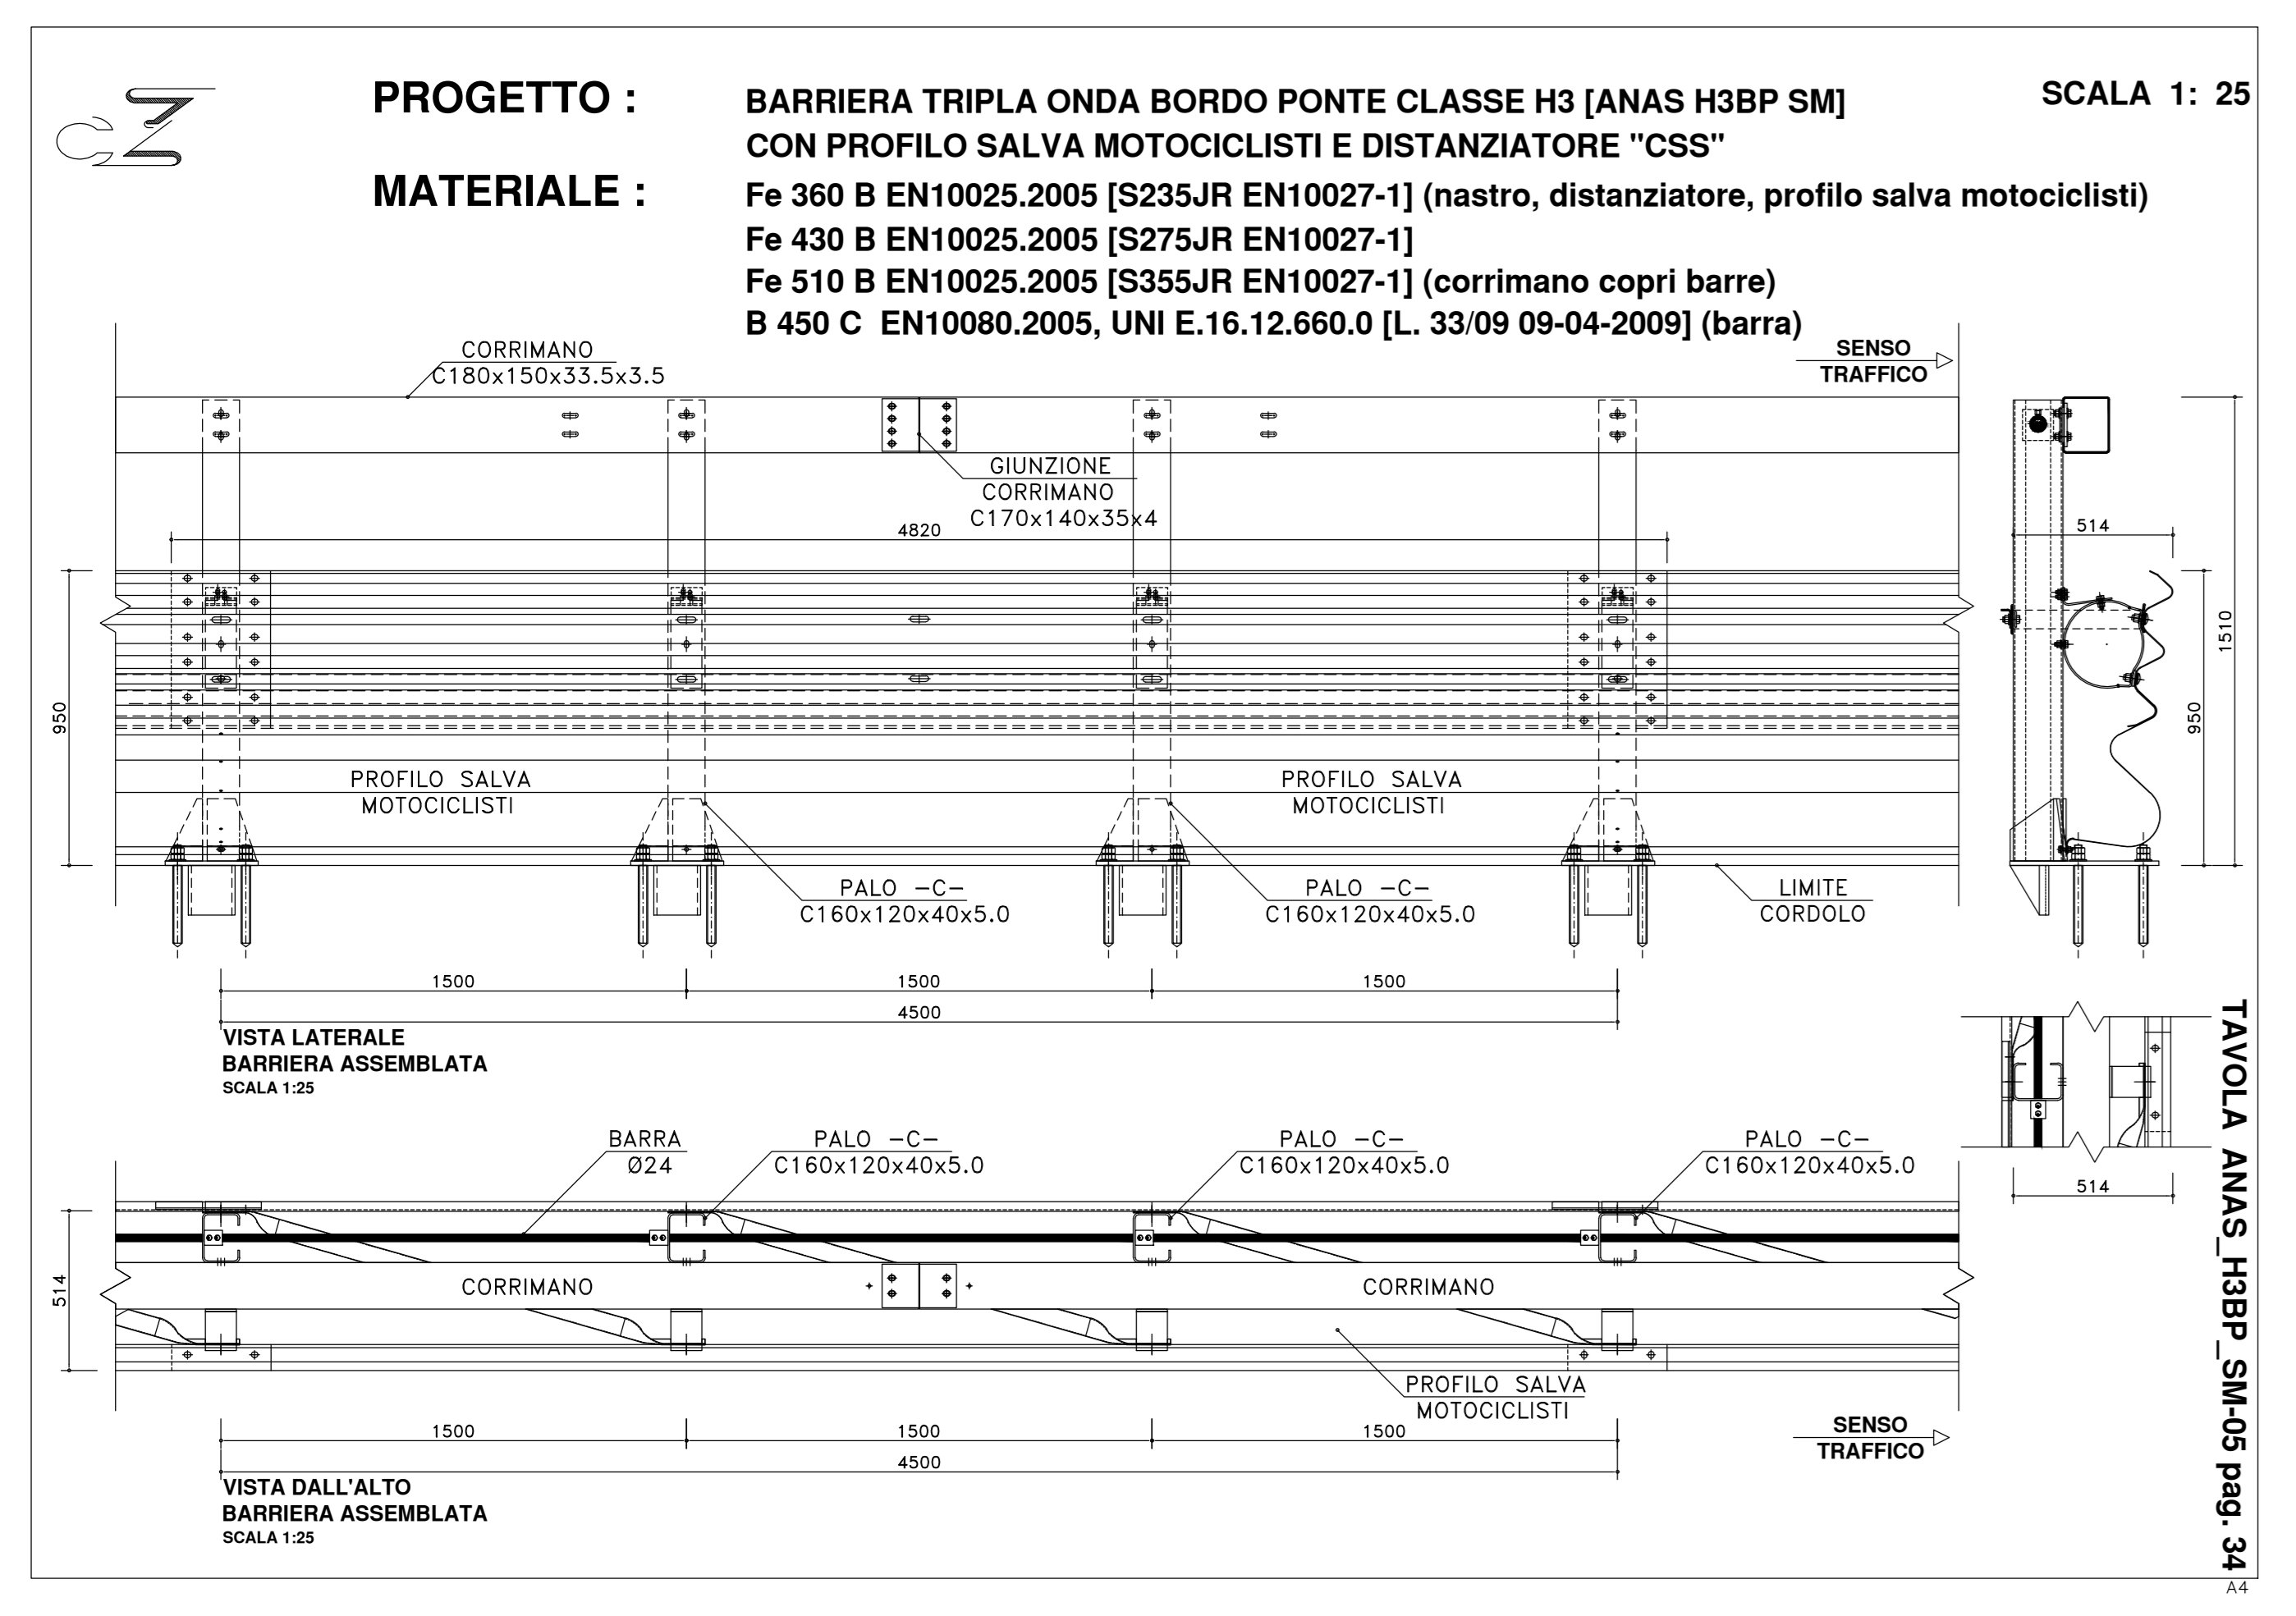 CZ
PROGETTO :
BARRIERA TRIPLA ONDA BORDO PONTE CLASSE H3 [ANAS H3BP SM]
SCALA 1: 25
CON PROFILO SALVA MOTOCICLISTI E DISTANZIATORE "CSS"
MATERIALE :
Fe 360 B EN10025.2005 [S235JR EN10027-1] (nastro, distanziatore, profilo salva motociclisti)
Fe 430 B EN10025.2005 [S275JR EN10027-1]
Fe 510 B EN10025.2005 [S355JR EN10027-1] (corrimano copri barre)
B 450 C EN10080.2005, UNI E.16.12.660.0 [L. 33/09 09-04-2009] (barra)
CORRIMANO
C180x150x33.5x3.5
SENSO
TRAFFICO
GIUNZIONE
CORRIMANO
C170x140x35x4
4820
514
950
1510
950
PROFILO SALVA
MOTOCICLISTI
PROFILO SALVA
MOTOCICLISTI
PALO -C-
C160x120x40x5.0
PALO -C-
C160x120x40x5.0
LIMITE
CORDOLO
1500
1500
1500
4500
VISTA LATERALE
BARRIERA ASSEMBLATA
SCALA 1:25
BARRA
Ø24
PALO -C-
C160x120x40x5.0
PALO -C-
C160x120x40x5.0
PALO -C-
C160x120x40x5.0
514
514
CORRIMANO
CORRIMANO
PROFILO SALVA
MOTOCICLISTI
1500
1500
1500
4500
SENSO
TRAFFICO
VISTA DALL'ALTO
BARRIERA ASSEMBLATA
SCALA 1:25
TAVOLA ANAS_H3BP_SM-05 pag. 34
A4